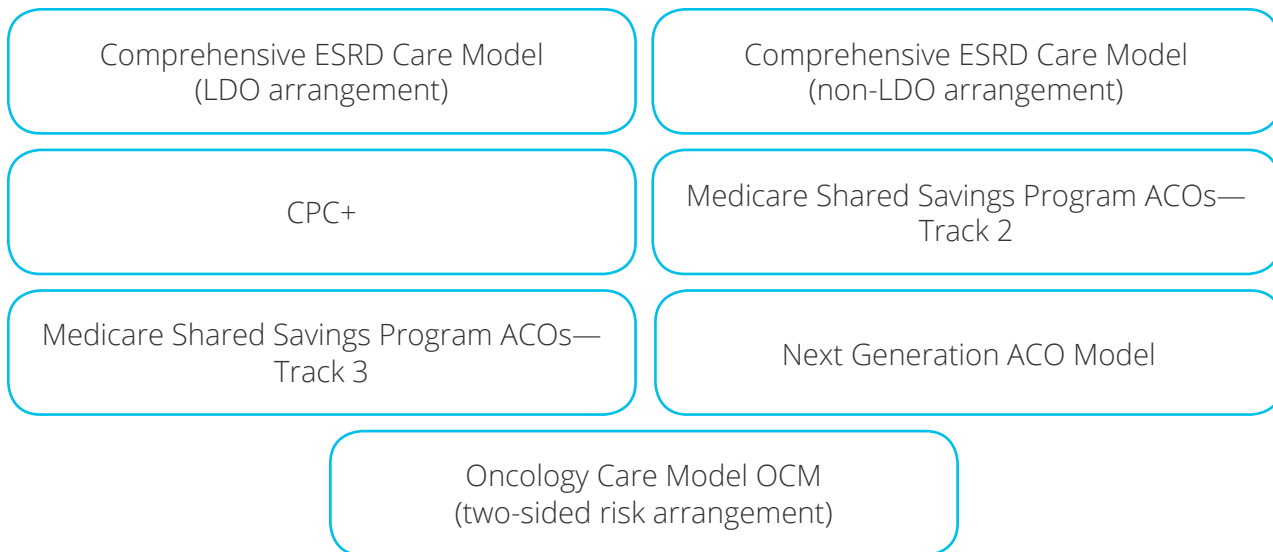 Comprehensive ESRD Care Model
(LDO arrangement)
Comprehensive ESRD Care Model
(non-LDO arrangement)
CPC+
Medicare Shared Savings Program ACOs—
Track 2
Medicare Shared Savings Program ACOs—
Track 3
Next Generation ACO Model
Oncology Care Model OCM
(two-sided risk arrangement)